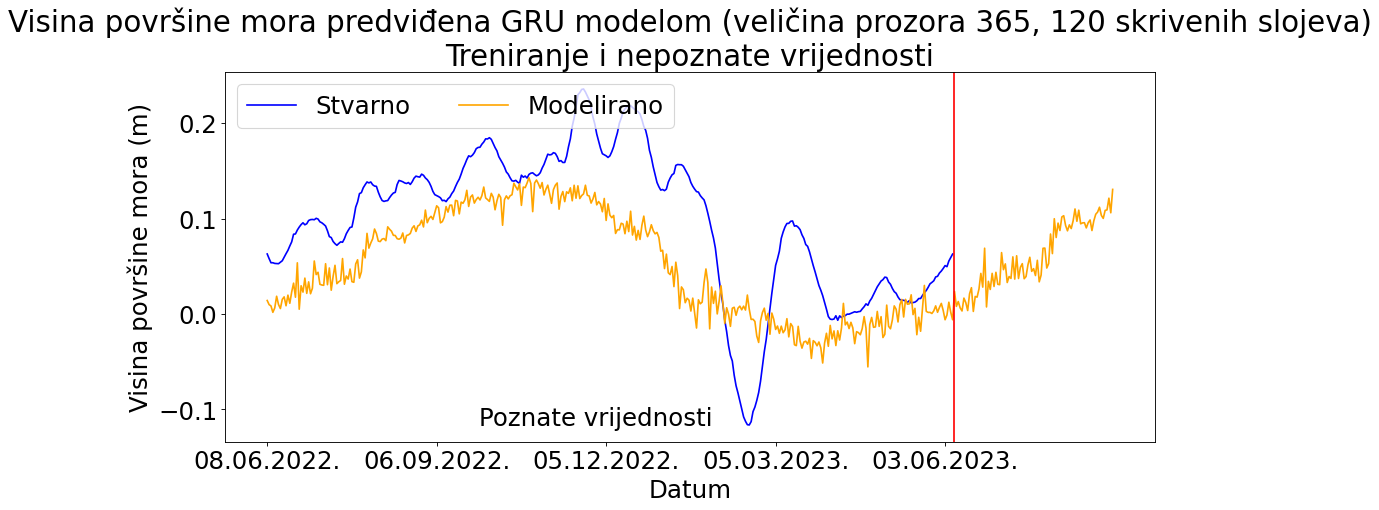 Visina površine mora predviđena GRU modelom (veličina prozora 365, 120 skrivenih slojeva)
Treniranje i nepoznate vrijednosti
Stvarno
Modelirano
Visina površine mora (m)
0.2
0.1
0.0
−0.1
Poznate vrijednosti
08.06.2022.
06.09.2022.
05.12.2022.
05.03.2023.
03.06.2023.
Datum